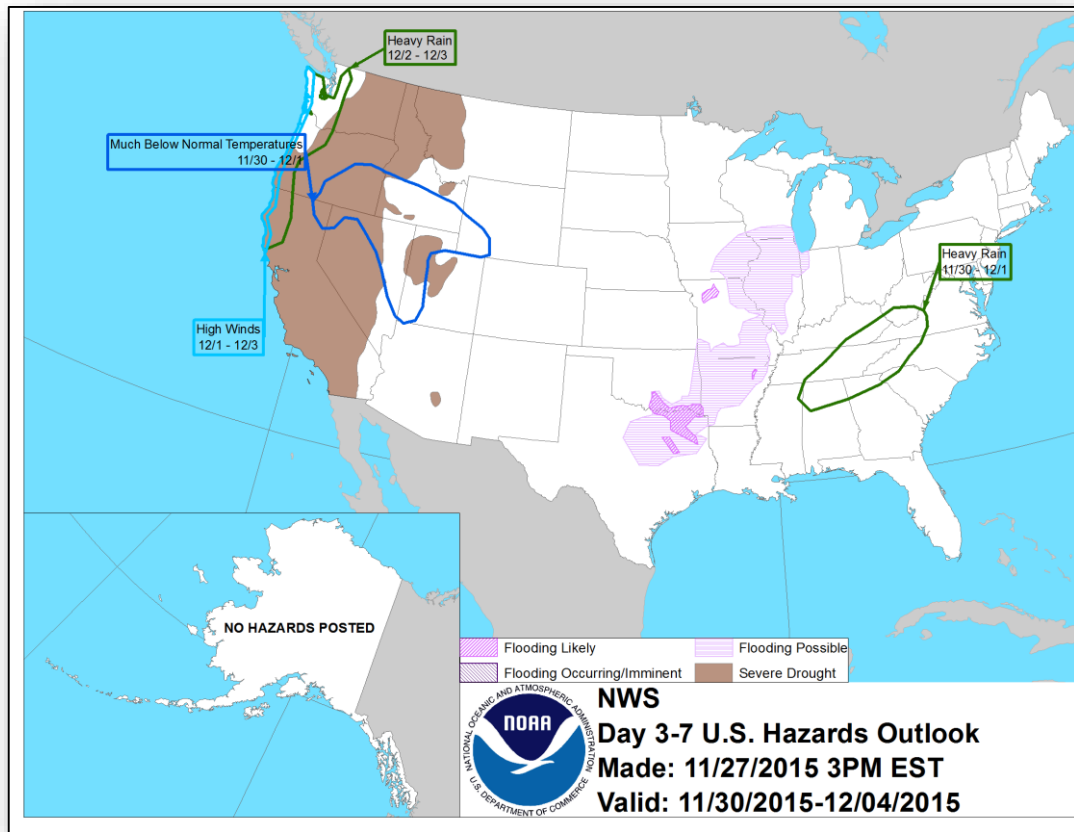 Heavy Rain
12/2 - 12/3
Much Below Normal Temperatures
11/30 - 12/1
Heavy Rain
11/30 - 12/1
High Winds
12/1 - 12/3
NO HAZARDS POSTED
Flooding Likely
Flooding Possible
Flooding Occurring/Imminent
Severe Drought
NATIONAL OCEANIC AND ATMOSPHERIC ADMINISTRATION
NOAA
U.S. DEPARTMENT OF COMMERCE
NWS
Day 3-7 U.S. Hazards Outlook
Made: 11/27/2015 3PM EST
Valid: 11/30/2015-12/04/2015